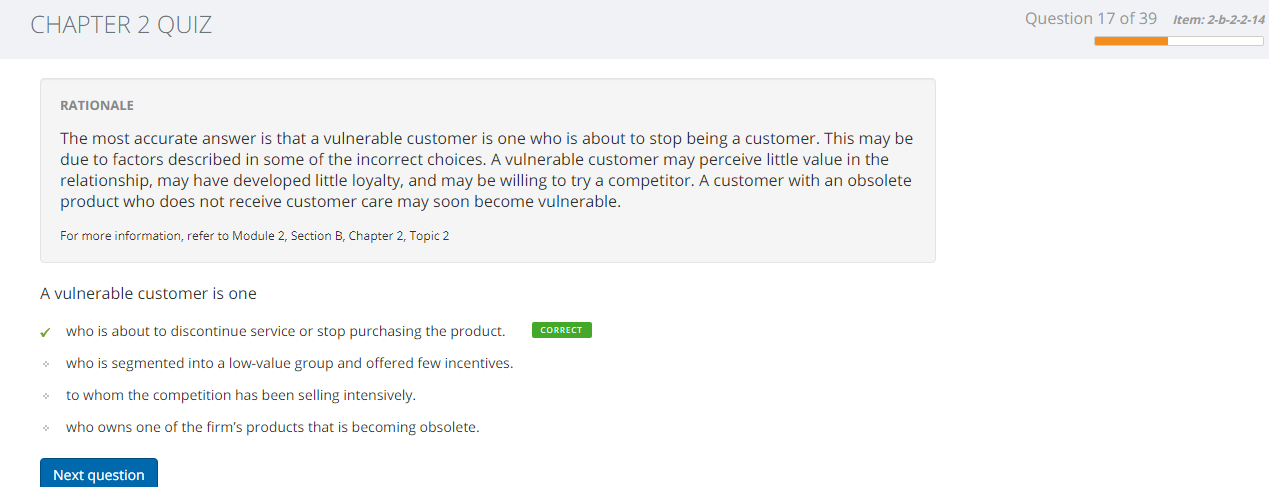 CHAPTER 2 QUIZ
Question 17 of 39 Item: 2-b-2-2-14
RATIONALE
The most accurate answer is that a vulnerable customer is one who is about to stop being a customer. This may be
due to factors described in some of the incorrect choices. A vulnerable customer may perceive little value in the
relationship, may have developed little loyalty, and may be willing to try a competitor. A customer with an obsolete
product who does not receive customer care may soon become vulnerable.
For more information, refer to Module 2, Section B, Chapter 2, Topic 2
A vulnerable customer is one
who is about to discontinue service or stop purchasing the product. CORRECT
who is segmented into a low-value group and offered few incentives.
to whom the competition has been selling intensively.
who owns one of the firm's products that is becoming obsolete.
Next question